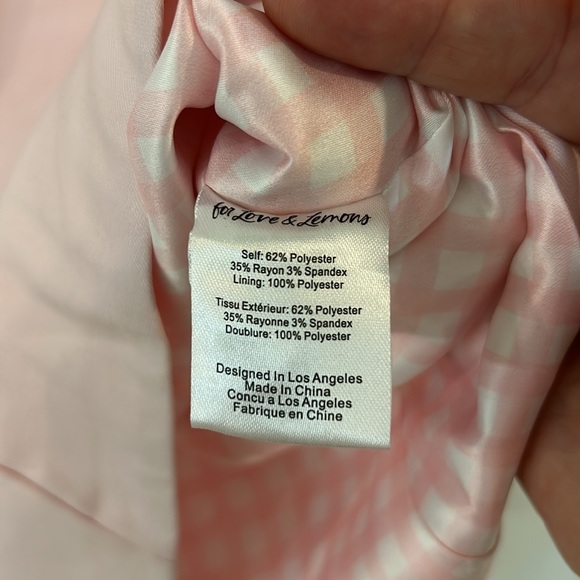 for Love & Lemons
Self: 62% Polyester
35% Rayon 3% Spandex
Lining: 100% Polyester
Tissu Extérieur: 62% Polyester
35% Rayonne 3% Spandex
Doublure: 100% Polyester
Designed In Los Angeles
Made In China
Concu a Los Angeles
Fabrique en Chine